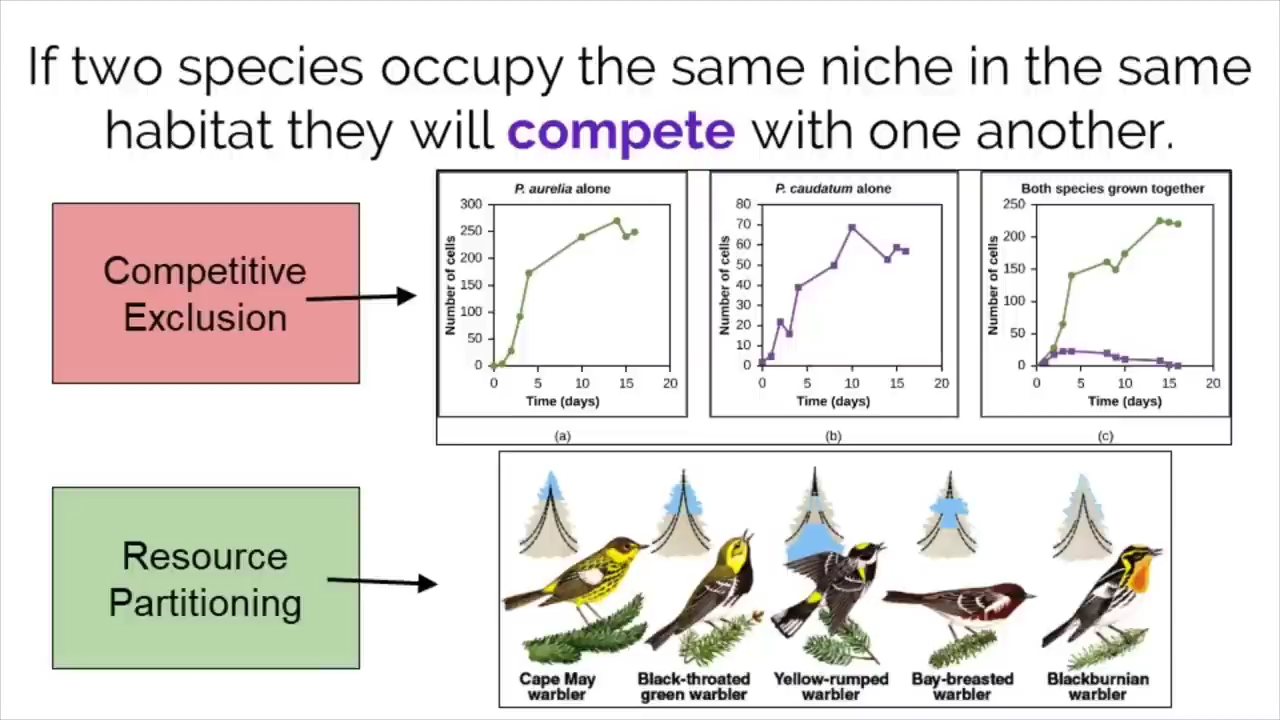 If two species occupy the same niche in the same
habitat they will compete with one another.
Competitive
Exclusion
P. aurelia alone
Number of cells
300
250
200
150
100
50
0
0 5 10 15 20
Time (days)
(a)
P. caudatum alone
Number of cells
80
70
60
50
40
30
20
10
0
0 5 10 15 20
Time (days)
(b)
Both species grown together
Number of cells
250
200
150
100
50
0
0 5 10 15 20
Time (days)
(c)
Resource
Partitioning
Cape May
warbler
Black-throated
green warbler
Yellow-rumped
warbler
Bay-breasted
warbler
Blackburnian
warbler